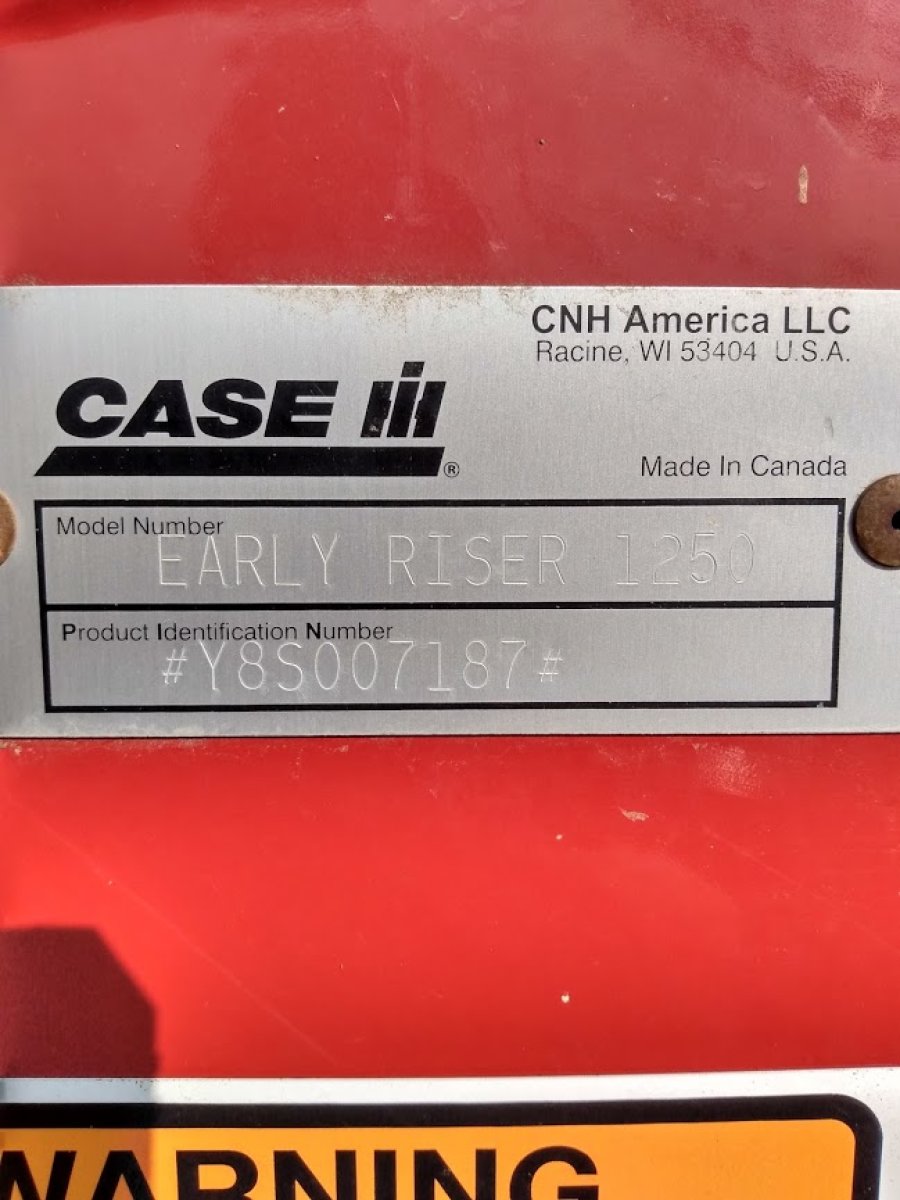 CNH America LLC
Racine, WI 53404 U.S.A.
CASE IH
®
Made In Canada
Model Number
EARLY RISER 1250
Product Identification Number
#Y8S007187#
WARNING